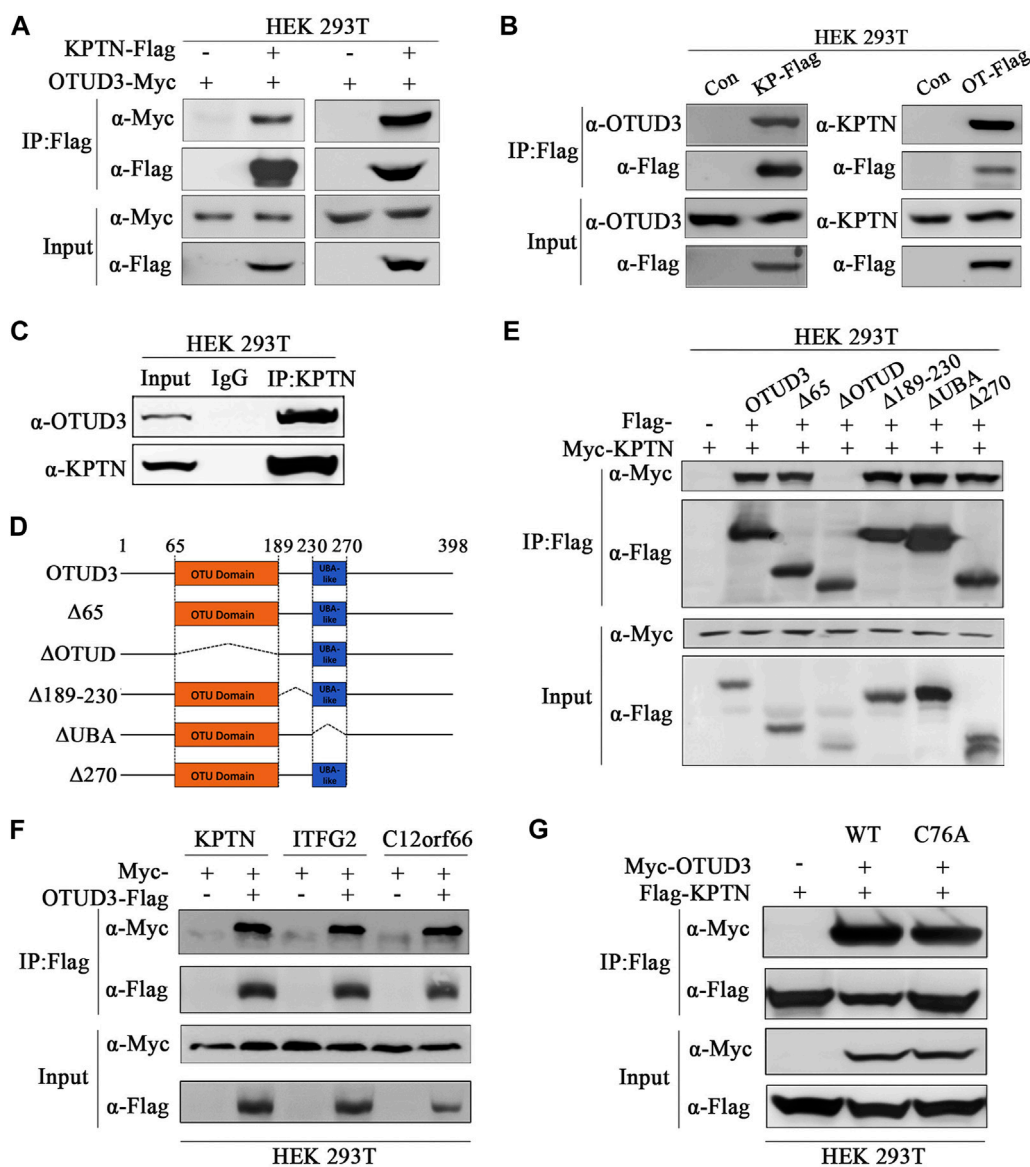 A
HEK 293T
KPTN-Flag - + - +
OTUD3-Myc + + + +
IP:Flag
α-Myc
α-Flag
Input
α-Myc
α-Flag
B
HEK 293T
Con KP-Flag Con OT-Flag
IP:Flag
α-OTUD3 α-KPTN
α-Flag α-Flag
Input
α-OTUD3 α-KPTN
α-Flag α-Flag
C
HEK 293T
Input IgG IP:KPTN
α-OTUD3
α-KPTN
D
1 65 189 230 270 398
OTUD3 OTU Domain UBA-like
Δ65 OTU Domain UBA-like
ΔOTUD UBA-like
Δ189-230 OTU Domain UBA-like
ΔUBA OTU Domain
Δ270 OTU Domain UBA-like
E
HEK 293T
OTUD3 Δ65 ΔOTUD Δ189-230 ΔUBA Δ270
Flag- - + + + + + +
Myc-KPTN + + + + + + +
IP:Flag
α-Myc
α-Flag
Input
α-Myc
α-Flag
F
KPTN ITFG2 C12orf66
Myc- + + + + + +
OTUD3-Flag - + - + - +
IP:Flag
α-Myc
α-Flag
Input
α-Myc
α-Flag
HEK 293T
G
WT C76A
Myc-OTUD3 - + +
Flag-KPTN + + +
IP:Flag
α-Myc
α-Flag
Input
α-Myc
α-Flag
HEK 293T